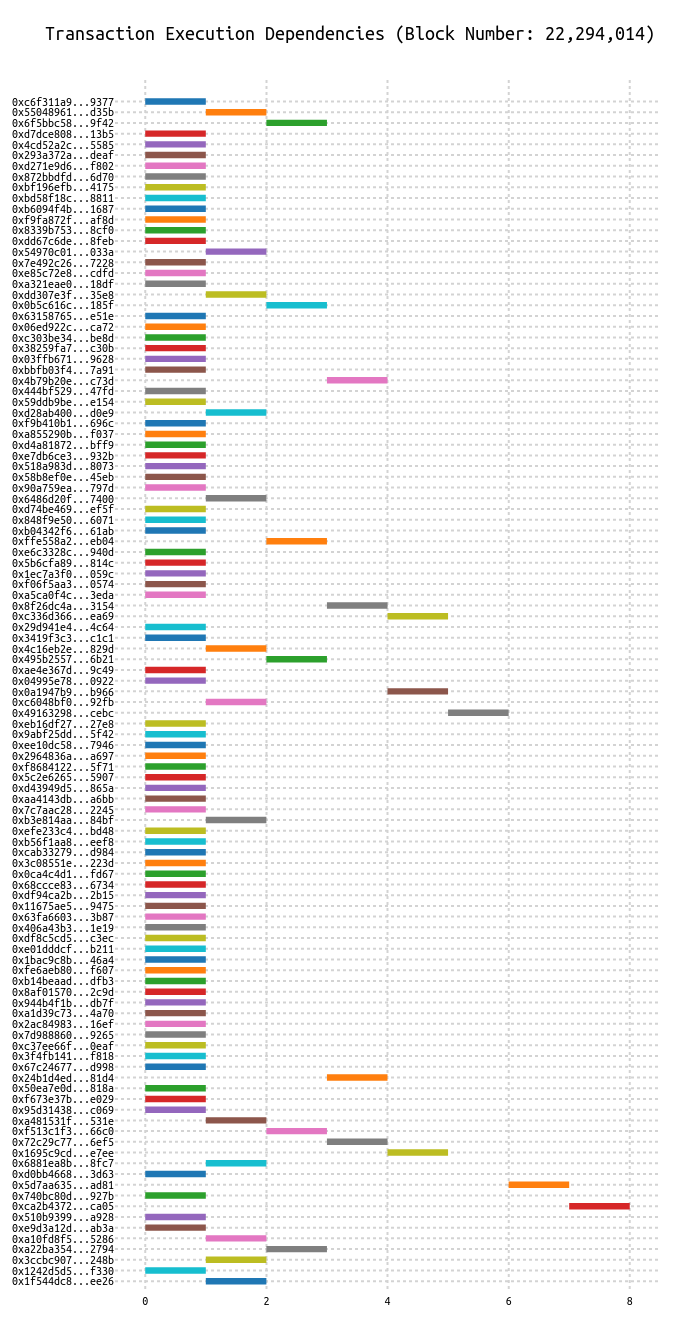 Transaction Execution Dependencies (Block Number: 22,294,014)
0xc6f311a9...9377
0x55048961...d35b
0x6f5bbc58...9f42
0xd7dce808...13b5
0x4cd52a2c...5585
0x293a372a...deaf
0xd271e9d6...f802
0x872bbdfd...6d70
0xbf196efb...4175
0xbd58f18c...8811
0xb6094f4b...1687
0xf9fa872f...af8d
0x8339b753...8cf0
0xdd67c6de...8feb
0x54970c01...033a
0x7e492c26...7228
0xe85c72e8...cdfd
0xa321eae0...18df
0xdd307e3f...35e8
0x0b5c616c...185f
0x63158765...e51e
0x06ed922c...ca72
0xc303be34...be8d
0x38259fa7...c30b
0x03ffb671...9628
0xbbfb03f4...7a91
0x4b79b20e...c73d
0x444bf529...47fd
0x59ddb9be...e154
0xd28ab400...d0e9
0xf9b410b1...696c
0xa855290b...f037
0xd4a81872...bff9
0xe7db6ce3...932b
0x518a983d...8073
0x58b8ef0e...45eb
0x90a759ea...797d
0x6486d20f...7400
0xd74be469...ef5f
0x848f9e50...6071
0xb04342f6...61ab
0xffe558a2...eb04
0xe6c3328c...940d
0x5b6cfa89...814c
0x1ec7a3f0...059c
0xf06f5aa3...0574
0xa5ca0f4c...3eda
0x8f26dc4a...3154
0xc336d366...ea69
0x29d941e4...4c64
0x3419f3c3...c1c1
0x4c16eb2e...829d
0x495b2557...6b21
0xae4e367d...9c49
0x04995e78...0922
0x0a1947b9...b966
0xc6048bf0...92fb
0x49163298...cebc
0xeb16df27...27e8
0x9abf25dd...5f42
0xee10dc58...7946
0x2964836a...a697
0xf8684122...5f71
0x5c2e6265...5907
0xd43949d5...865a
0xaa4143db...a6bb
0x7c7aac28...2245
0xb3e814aa...84bf
0xefe233c4...bd48
0xb56f1aa8...eef8
0xcab33279...d984
0x3c08551e...223d
0x0ca4c4d1...fd67
0x68ccce83...6734
0xdf94ca2b...2b15
0x11675ae5...9475
0x63fa6603...3b87
0x406a43b3...1e19
0xdf8c5cd5...c3ec
0xe01dddcf...b211
0x1bac9c8b...46a4
0xfe6aeb80...f607
0xb14beaad...dfb3
0x8af01570...2c9d
0x944b4f1b...db7f
0xa1d39c73...4a70
0x2ac84983...16ef
0x7d988860...9265
0xc37ee66f...0eaf
0x3f4fb141...f818
0x67c24677...d998
0x24b1d4ed...81d4
0x50ea7e0d...818a
0xf673e37b...e029
0x95d31438...c069
0xa481531f...531e
0xf513c1f3...66c0
0x72c29c77...6ef5
0x1695c9cd...e7ee
0x6881ea8b...8fc7
0xd0bb4668...3d63
0x5d7aa635...ad81
0x740bc80d...927b
0xca2b4372...ca05
0x510b9399...a928
0xe9d3a12d...ab3a
0xa10fd8f5...5286
0xa22ba354...2794
0x3ccbc907...248b
0x1242d5d5...f330
0x1f544dc8...ee26
0 2 4 6 8